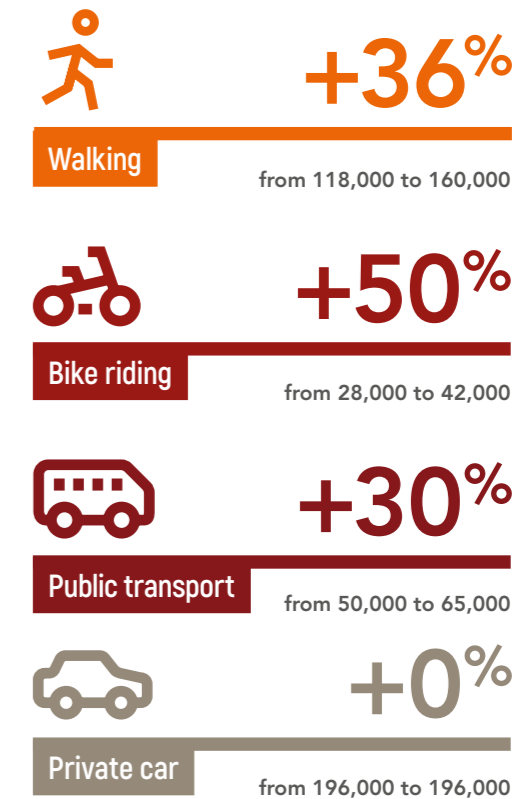 +36%
Walking
from 118,000 to 160,000
+50%
Bike riding
from 28,000 to 42,000
+30%
Public transport
from 50,000 to 65,000
+0%
Private car
from 196,000 to 196,000